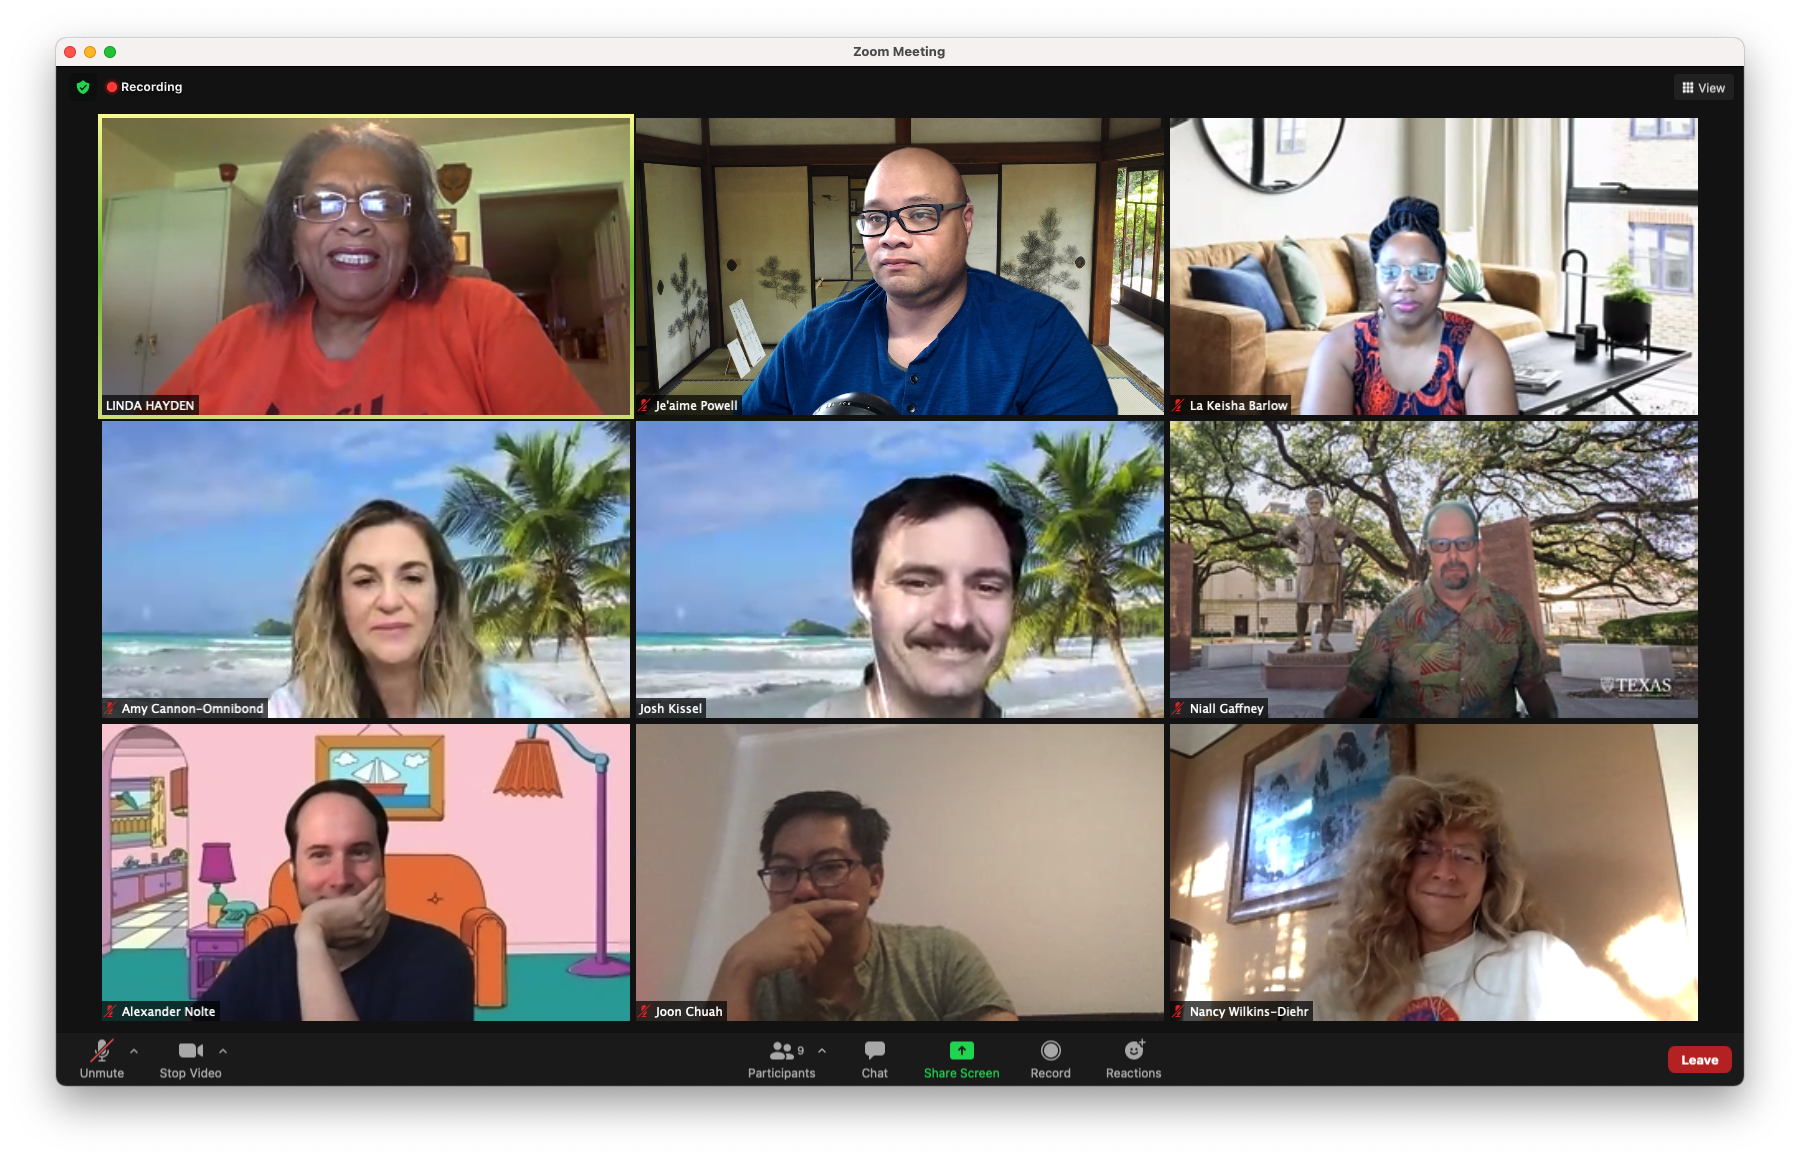 Zoom Meeting
Recording
View
LINDA HAYDEN
Je'aime Powell
La Keisha Barlow
Amy Cannon-Omnibond
Josh Kissel
Niall Gaffney
TEXAS
Alexander Nolte
Joon Chuah
Nancy Wilkins-Diehr
Unmute
Stop Video
9
Participants
Chat
Share Screen
Record
Reactions
Leave